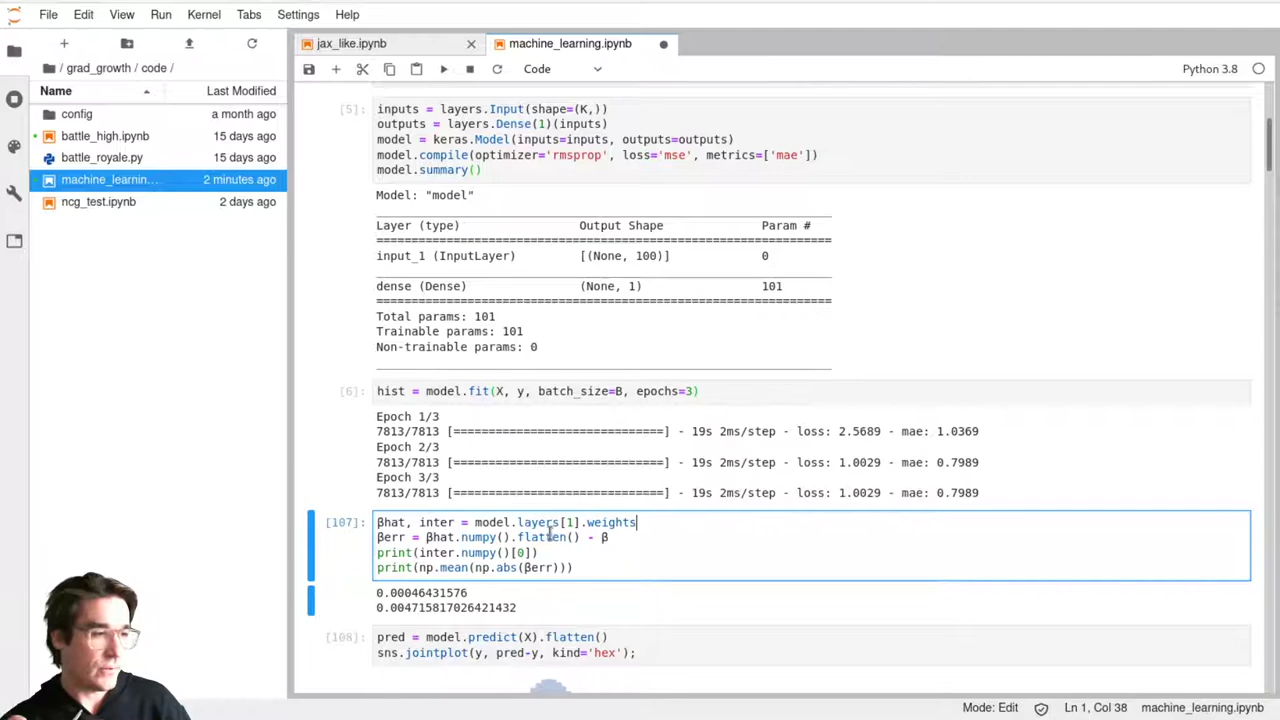 File Edit View Run Kernel Tabs Settings Help
jax_like.ipynb
machine_learning.ipynb
/ grad_growth / code /
Code
Python 3.8
Name Last Modified
config a month ago
battle_high.ipynb 15 days ago
battle_royale.py 15 days ago
machine_learnin... 2 minutes ago
ncg_test.ipynb 2 days ago
[5]: inputs = layers.Input(shape=(K,))
outputs = layers.Dense(1)(inputs)
model = keras.Model(inputs=inputs, outputs=outputs)
model.compile(optimizer='rmsprop', loss='mse', metrics=['mae'])
model.summary()
Model: "model"
Layer (type) Output Shape Param #
=================================================================
input_1 (InputLayer) [(None, 100)] 0
dense (Dense) (None, 1) 101
=================================================================
Total params: 101
Trainable params: 101
Non-trainable params: 0
[6]: hist = model.fit(X, y, batch_size=B, epochs=3)
Epoch 1/3
7813/7813 [==============================] - 19s 2ms/step - loss: 2.5689 - mae: 1.0369
Epoch 2/3
7813/7813 [==============================] - 19s 2ms/step - loss: 1.0029 - mae: 0.7989
Epoch 3/3
7813/7813 [==============================] - 19s 2ms/step - loss: 1.0029 - mae: 0.7989
[107]: βhat, inter = model.layers[1].weights
βerr = βhat.numpy().flatten() - β
print(inter.numpy()[0])
print(np.mean(np.abs(βerr)))
0.00046431576
0.004715817026421432
[108]: pred = model.predict(X).flatten()
sns.jointplot(y, pred-y, kind='hex');
Mode: Edit Ln 1, Col 38 machine_learning.ipynb